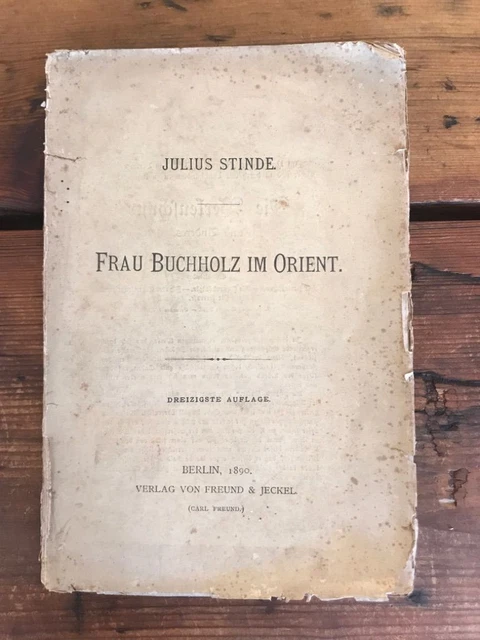 JULIUS STINDE.
FRAU BUCHHOLZ IM ORIENT.
DREIZIGSTE AUFLAGE.
BERLIN, 1890.
VERLAG VON FREUND & JECKEL.
(CARL FREUND.)